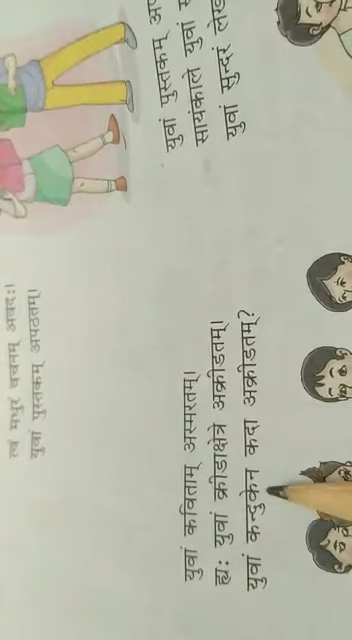 त्वं मधुरं वचनम् अवदः।
युवां पुस्तकम् अपठतम्।
युवां पुस्तकम्
सायंकाले युवां
युवां सुन्दरं
युवां कविताम् अस्मरतम्।
ह्यः युवां क्रीडाक्षेत्रे अक्रीडतम्।
युवां कन्दुकेन कदा अक्रीडतम्?